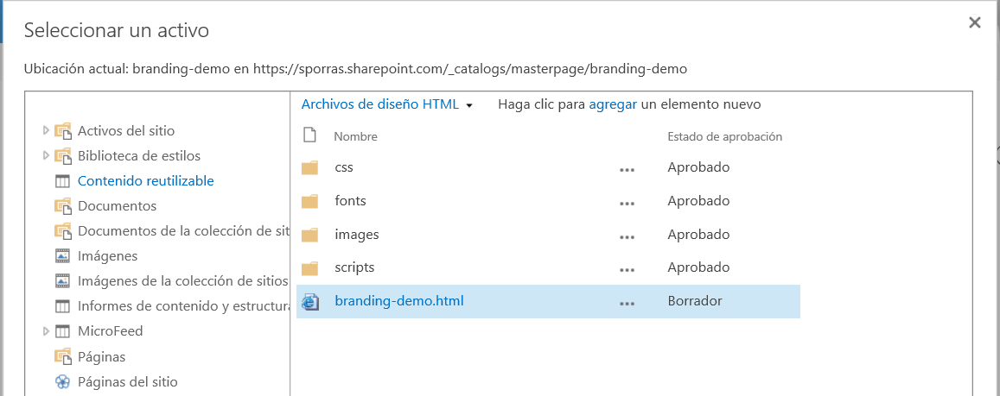 Seleccionar un activo
Ubicación actual: branding-demo en https://sporras.sharepoint.com/_catalogs/masterpage/branding-demo
Archivos de diseño HTML Haga clic para agregar un elemento nuevo
Nombre Estado de aprobación
css ... Aprobado
fonts ... Aprobado
images ... Aprobado
scripts ... Aprobado
branding-demo.html ... Borrador
Activos del sitio
Biblioteca de estilos
Contenido reutilizable
Documentos
Documentos de la colección de sit
Imágenes
Imágenes de la colección de sitios
Informes de contenido y estructura
MicroFeed
Páginas
Páginas del sitio